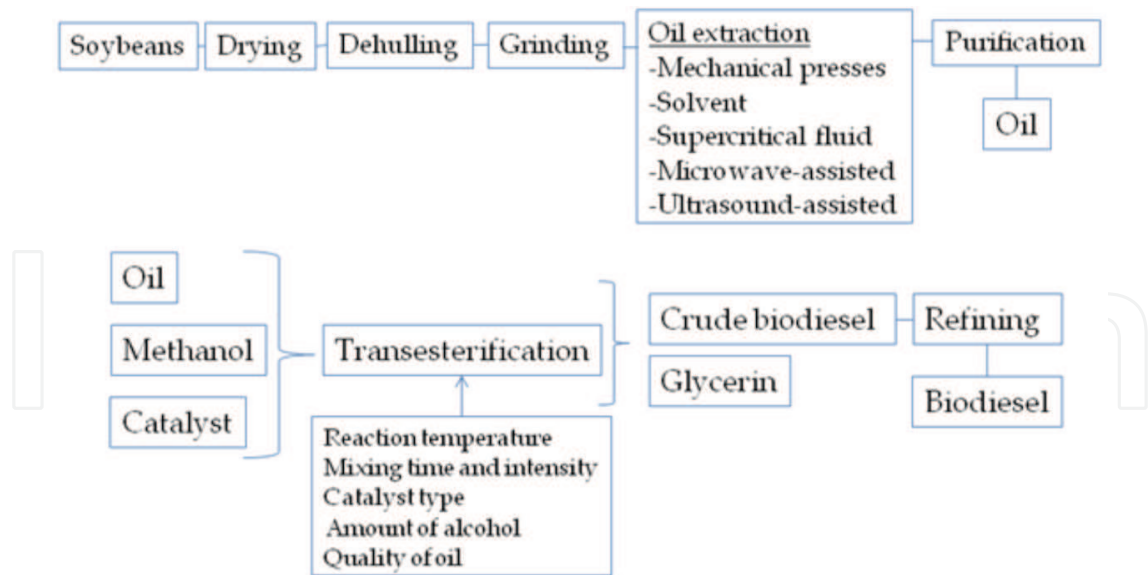 Soybeans
Drying
Dehulling
Grinding
Oil extraction
-Mechanical presses
-Solvent
-Supercritical fluid
-Microwave-assisted
-Ultrasound-assisted
Purification
Oil
Oil
Methanol
Catalyst
Transesterification
Reaction temperature
Mixing time and intensity
Catalyst type
Amount of alcohol
Quality of oil
Crude biodiesel
Glycerin
Refining
Biodiesel